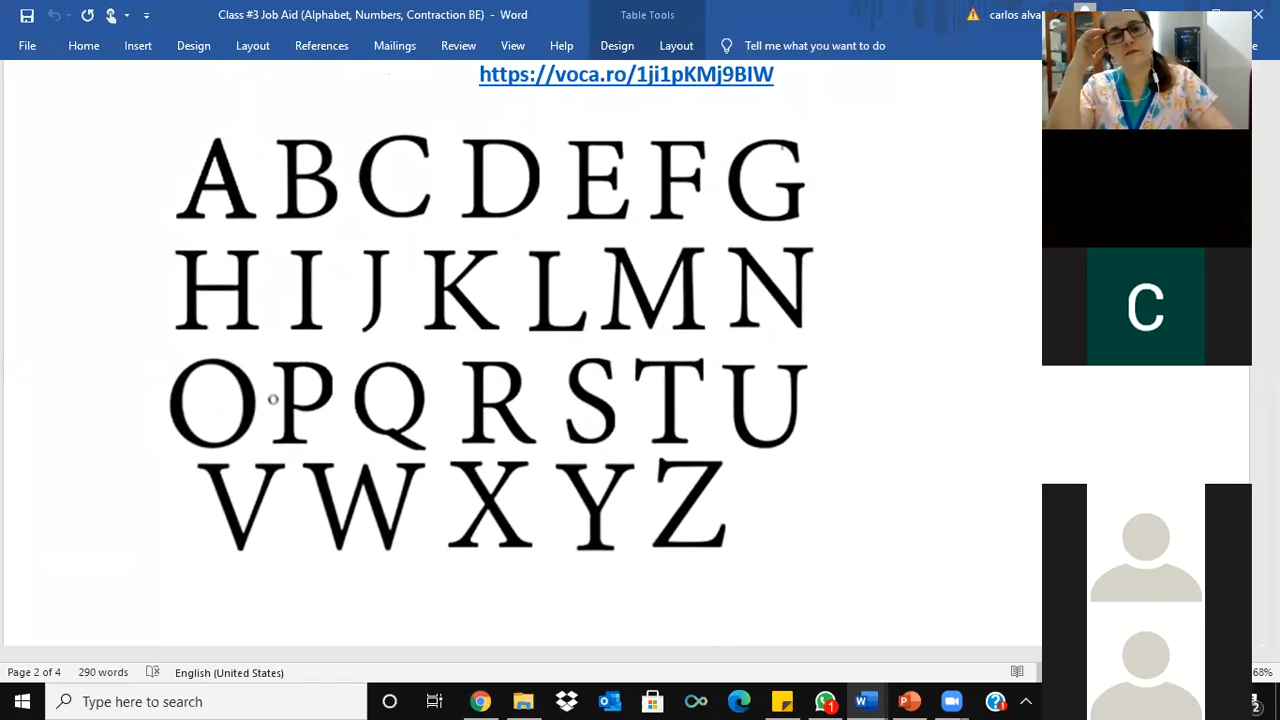 Class #3 Job Aid (Alphabet, Numbers, Contraction BE) - Word
Table Tools
carlos alva
File Home Insert Design Layout References Mailings Review View Help Design Layout Tell me what you want to do
https://voca.ro/1ji1pKMj9BIW
A B C D E F G
H I J K L M N
O P Q R S T U
V W X Y Z
C
Page 2 of 4 290 words English (United States) 68%
Type here to search
1
2